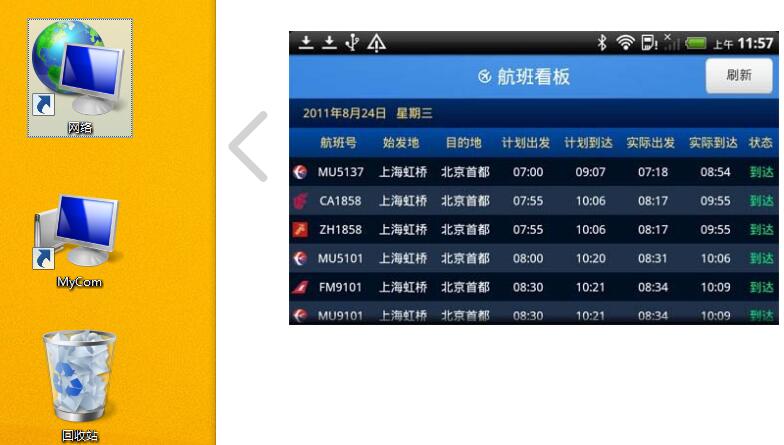 网络
MyCom
回收站
上午 11:57
航班看板
刷新
2011年8月24日 星期三
航班号 始发地 目的地 计划出发 计划到达 实际出发 实际到达 状态
MU5137 上海虹桥 北京首都 07:00 09:07 07:18 08:54 到达
CA1858 上海虹桥 北京首都 07:55 10:06 08:17 09:55 到达
ZH1858 上海虹桥 北京首都 07:55 10:06 08:17 09:55 到达
MU5101 上海虹桥 北京首都 08:00 10:20 08:31 10:06 到达
FM9101 上海虹桥 北京首都 08:30 10:21 08:34 10:09 到达
MU9101 上海虹桥 北京首都 08:30 10:21 08:34 10:09 到达